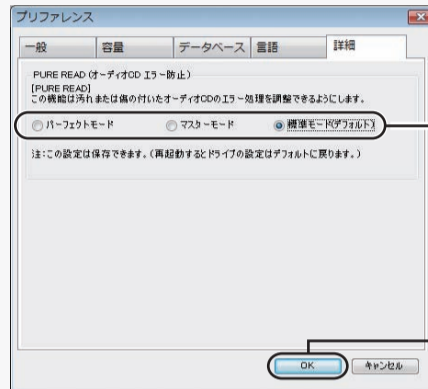 プリファレンス
一般 容量 データベース 言語 詳細
PURE READ (オーディオCD エラー防止)
[PURE READ]
この機能は汚れまたは傷の付いたオーディオCDのエラー処理を調整できるようにします。
パーフェクトモード マスターモード 標準モード(デフォルト)
注:この設定は保存できます。(再起動するとドライブの設定はデフォルトに戻ります。)
OK キャンセル